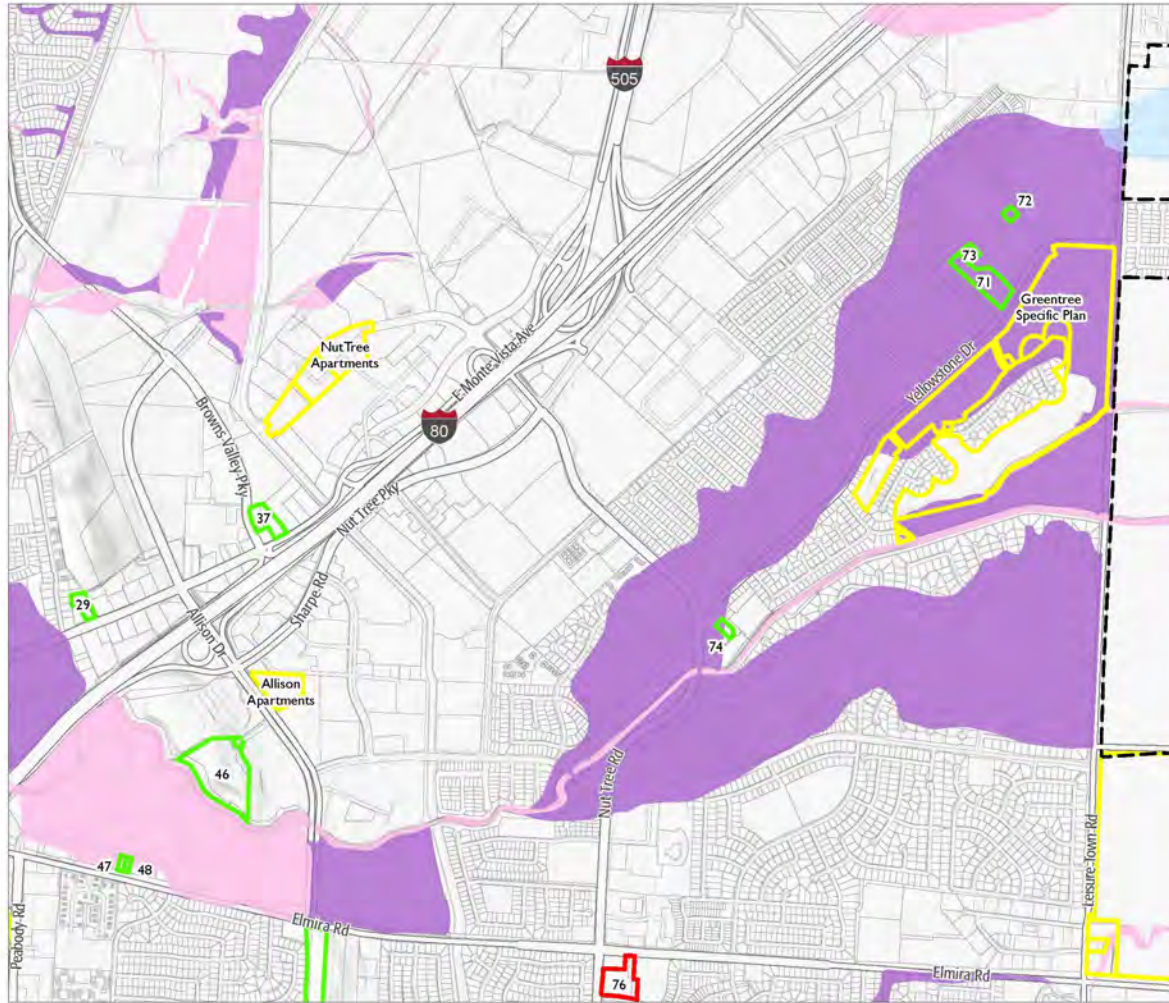 505
72
73
71
Greentree
Specific Plan
Nut Tree
Apartments
E Monte Vista Ave
Yellowstone Dr
80
Browns Valley Pky
Nut Tree Pky
37
29
Sharpe Rd
Allison Dr
74
Allison
Apartments
46
Nut Tree Rd
Leisure Town Rd
47
48
Peabody Rd
Elmira Rd
Elmira Rd
76